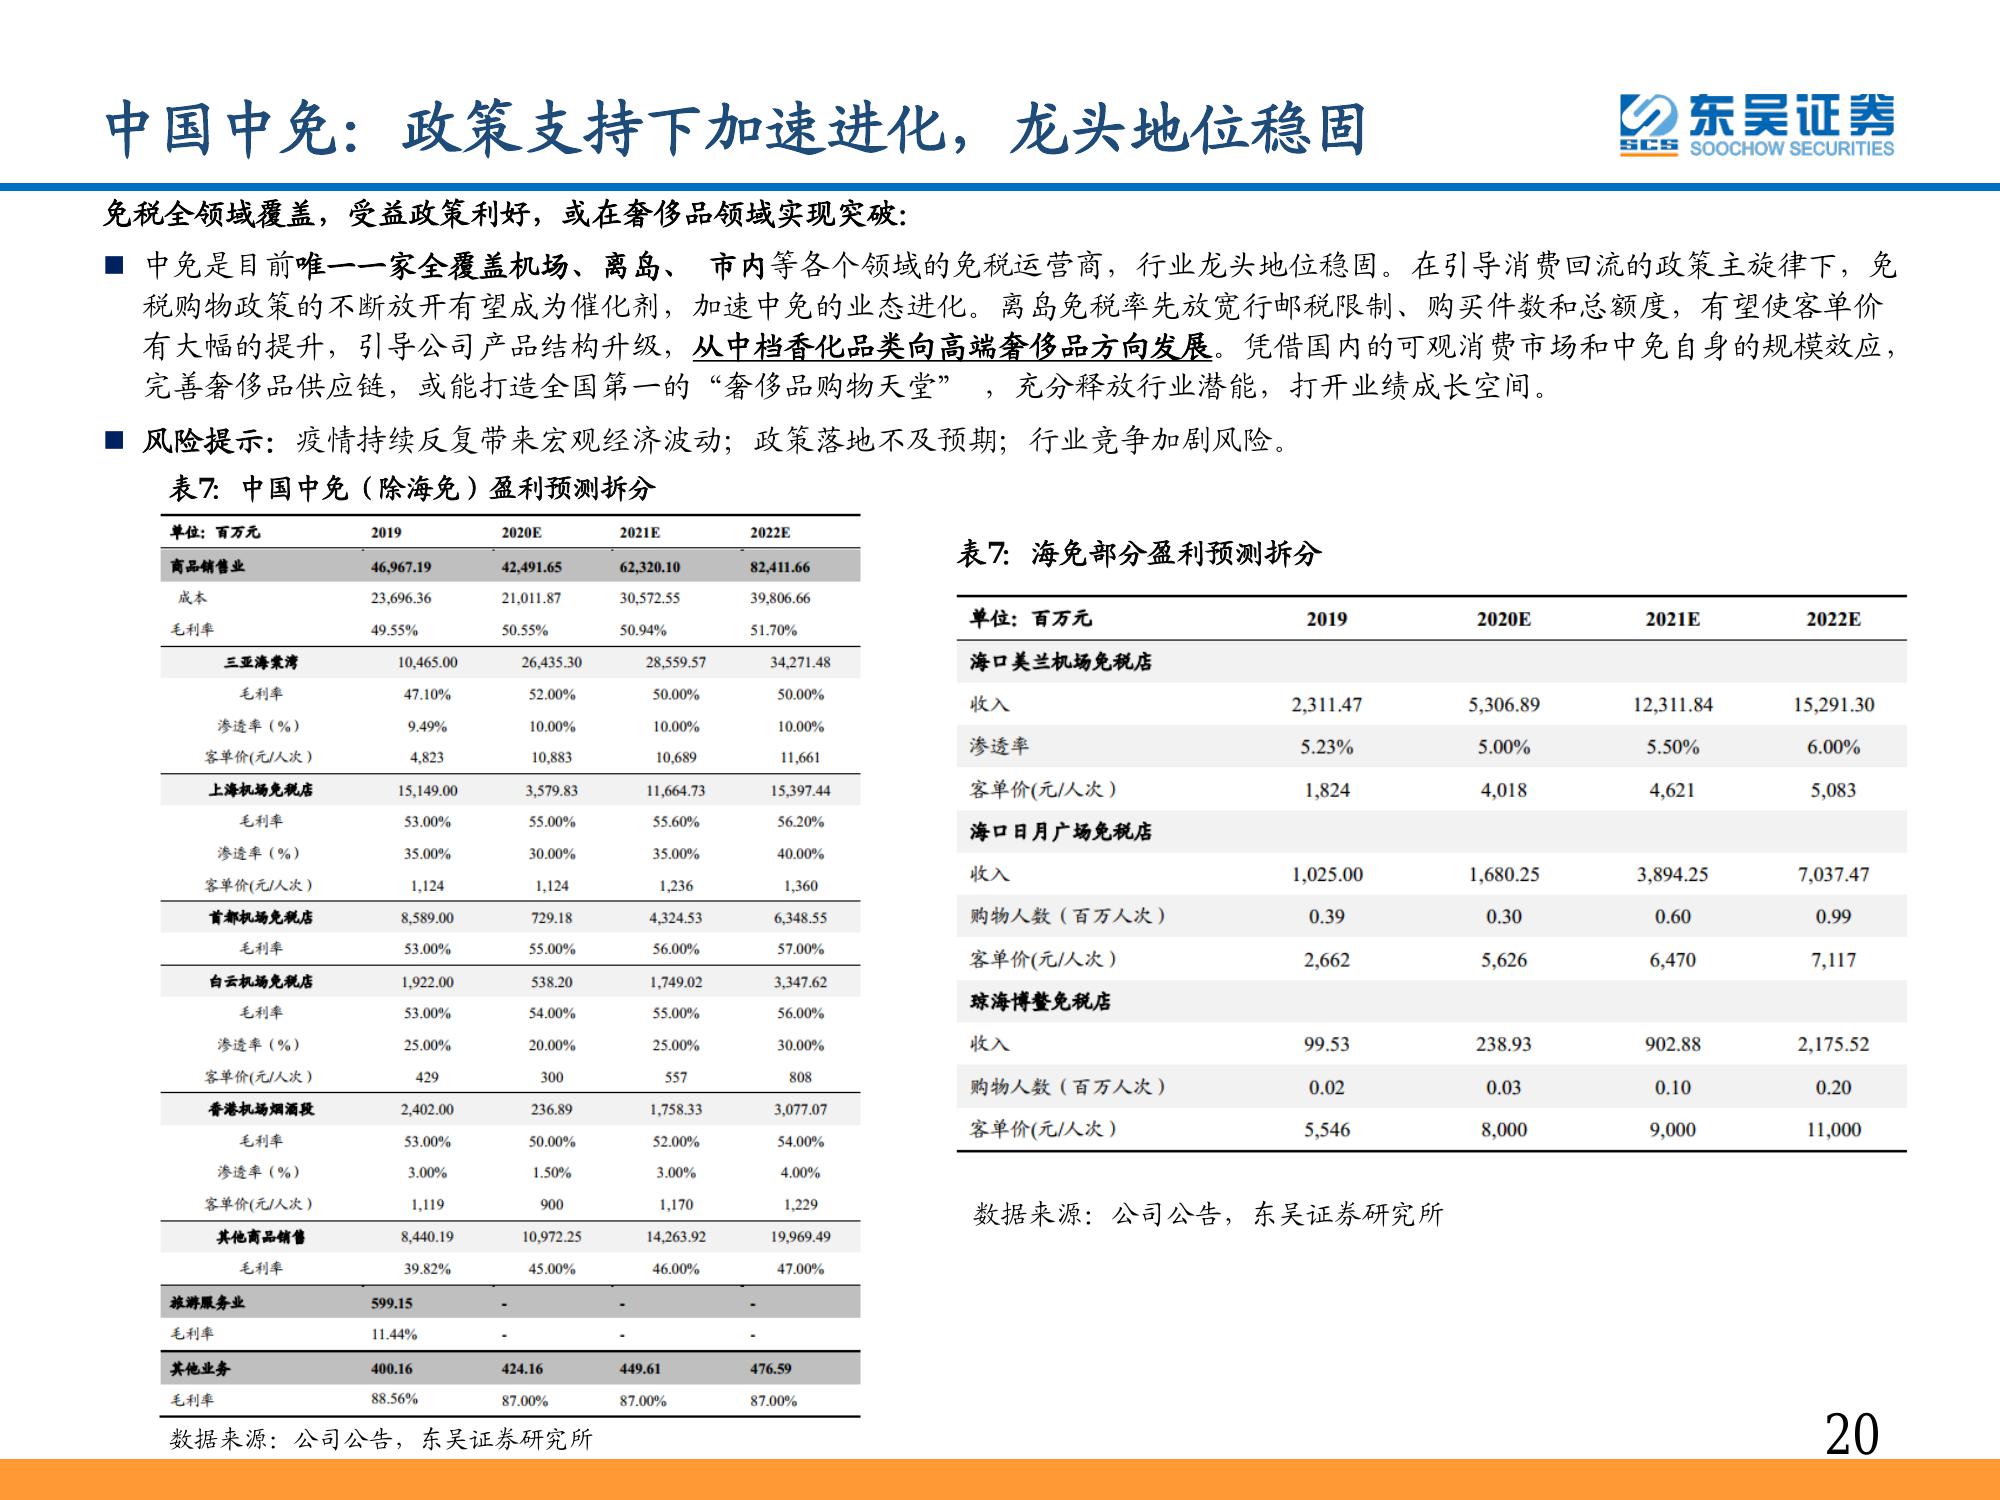 中国中免：政策支持下加速进化，龙头地位稳固
东吴证券
SCS SOOCHOW SECURITIES
免税全领域覆盖，受益政策利好，或在奢侈品领域实现突破：
■ 中免是目前唯一一家全覆盖机场、离岛、 市内等各个领域的免税运营商，行业龙头地位稳固。在引导消费回流的政策主旋律下，免
税购物政策的不断放开有望成为催化剂，加速中免的业态进化。离岛免税率先放宽行邮税限制、购买件数和总额度，有望使客单价
有大幅的提升，引导公司产品结构升级，从中档香化品类向高端奢侈品方向发展。凭借国内的可观消费市场和中免自身的规模效应，
完善奢侈品供应链，或能打造全国第一的“奢侈品购物天堂” ，充分释放行业潜能，打开业绩成长空间。
■ 风险提示：疫情持续反复带来宏观经济波动；政策落地不及预期；行业竞争加剧风险。
表7：中国中免（除海免）盈利预测拆分
单位：百万元 2019 2020E 2021E 2022E
商品销售业 46,967.19 42,491.65 62,320.10 82,411.66
成本 23,696.36 21,011.87 30,572.55 39,806.66
毛利率 49.55% 50.55% 50.94% 51.70%
三亚海棠湾 10,465.00 26,435.30 28,559.57 34,271.48
毛利率 47.10% 52.00% 50.00% 50.00%
渗透率（%） 9.49% 10.00% 10.00% 10.00%
客单价(元/人次） 4,823 10,883 10,689 11,661
上海机场免税店 15,149.00 3,579.83 11,664.73 15,397.44
毛利率 53.00% 55.00% 55.60% 56.20%
渗透率（%） 35.00% 30.00% 35.00% 40.00%
客单价(元/人次） 1,124 1,124 1,236 1,360
首都机场免税店 8,589.00 729.18 4,324.53 6,348.55
毛利率 53.00% 55.00% 56.00% 57.00%
白云机场免税店 1,922.00 538.20 1,749.02 3,347.62
毛利率 53.00% 54.00% 55.00% 56.00%
渗透率（%） 25.00% 20.00% 25.00% 30.00%
客单价(元/人次） 429 300 557 808
香港机场烟酒段 2,402.00 236.89 1,758.33 3,077.07
毛利率 53.00% 50.00% 52.00% 54.00%
渗透率（%） 3.00% 1.50% 3.00% 4.00%
客单价(元/人次） 1,119 900 1,170 1,229
其他商品销售 8,440.19 10,972.25 14,263.92 19,969.49
毛利率 39.82% 45.00% 46.00% 47.00%
旅游服务业 599.15 - - -
毛利率 11.44% - - -
其他业务 400.16 424.16 449.61 476.59
毛利率 88.56% 87.00% 87.00% 87.00%
数据来源：公司公告，东吴证券研究所
表7：海免部分盈利预测拆分
单位：百万元 2019 2020E 2021E 2022E
海口美兰机场免税店
收入 2,311.47 5,306.89 12,311.84 15,291.30
渗透率 5.23% 5.00% 5.50% 6.00%
客单价(元/人次） 1,824 4,018 4,621 5,083
海口日月广场免税店
收入 1,025.00 1,680.25 3,894.25 7,037.47
购物人数（百万人次） 0.39 0.30 0.60 0.99
客单价(元/人次） 2,662 5,626 6,470 7,117
琼海博鳌免税店
收入 99.53 238.93 902.88 2,175.52
购物人数（百万人次） 0.02 0.03 0.10 0.20
客单价(元/人次） 5,546 8,000 9,000 11,000
数据来源：公司公告，东吴证券研究所
20